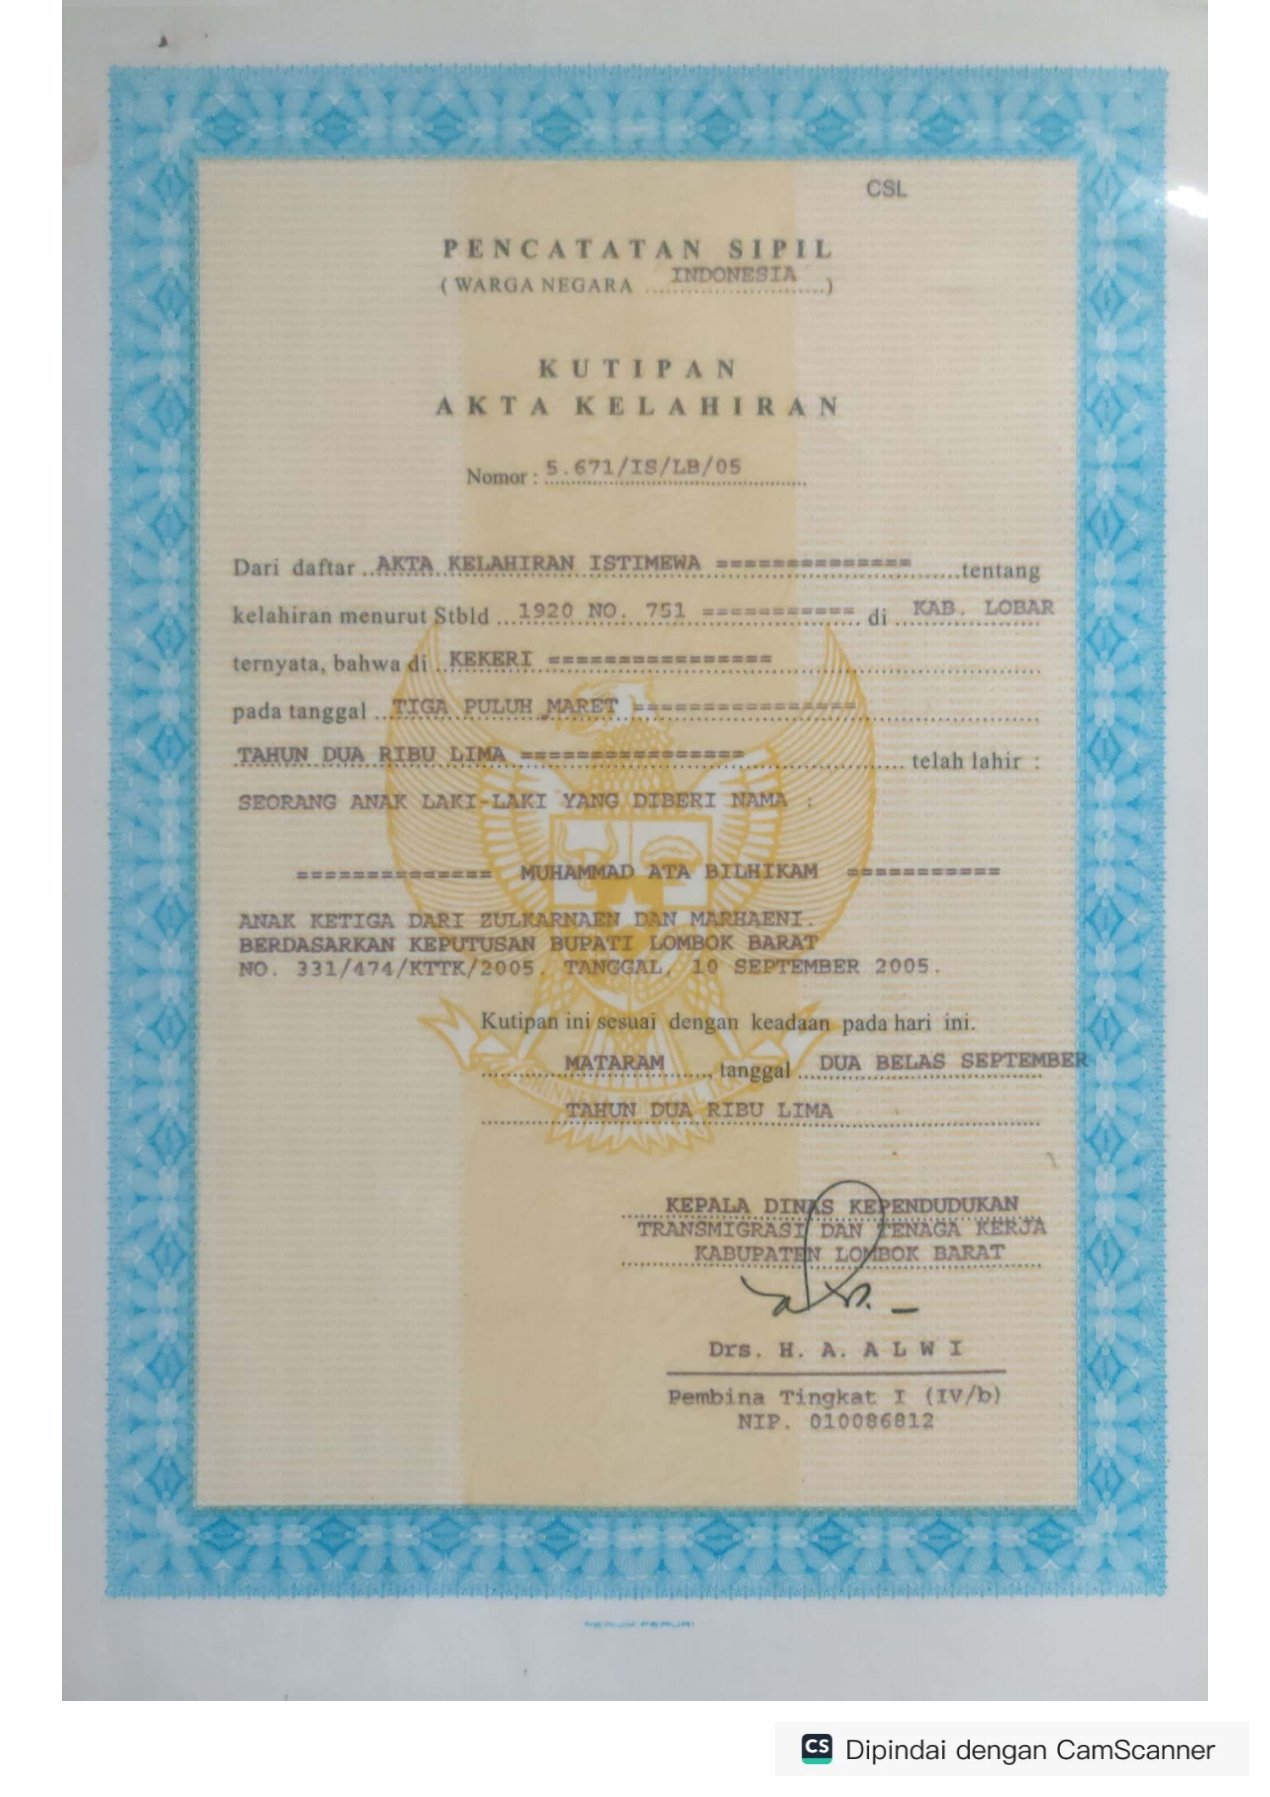 CSL
PENCATATAN SIPIL
( WARGA NEGARA INDONESIA )
KUTIPAN
AKTA KELAHIRAN
Nomor : 5.671/IS/LB/05
Dari daftar AKTA KELAHIRAN ISTIMEWA ============== tentang
kelahiran menurut Stbld 1920 NO. 751 =========== di KAB. LOBAR
ternyata, bahwa di KEKERI ================
pada tanggal TIGA PULUH MARET ================
TAHUN DUA RIBU LIMA ================ telah lahir :
SEORANG ANAK LAKI-LAKI YANG DIBERI NAMA :
============== MUHAMMAD ATA BILHIKAM ===========
ANAK KETIGA DARI ZULKARNAEN DAN MARHAENI.
BERDASARKAN KEPUTUSAN BUPATI LOMBOK BARAT
NO. 331/474/KTTK/2005. TANGGAL, 10 SEPTEMBER 2005.
Kutipan ini sesuai dengan keadaan pada hari ini.
MATARAM, tanggal DUA BELAS SEPTEMBER
TAHUN DUA RIBU LIMA
KEPALA DINAS KEPENDUDUKAN
TRANSMIGRASI DAN TENAGA KERJA
KABUPATEN LOMBOK BARAT
Drs. H. A. A L W I
Pembina Tingkat I (IV/b)
NIP. 010086812
PERUM PERURI
CS Dipindai dengan CamScanner